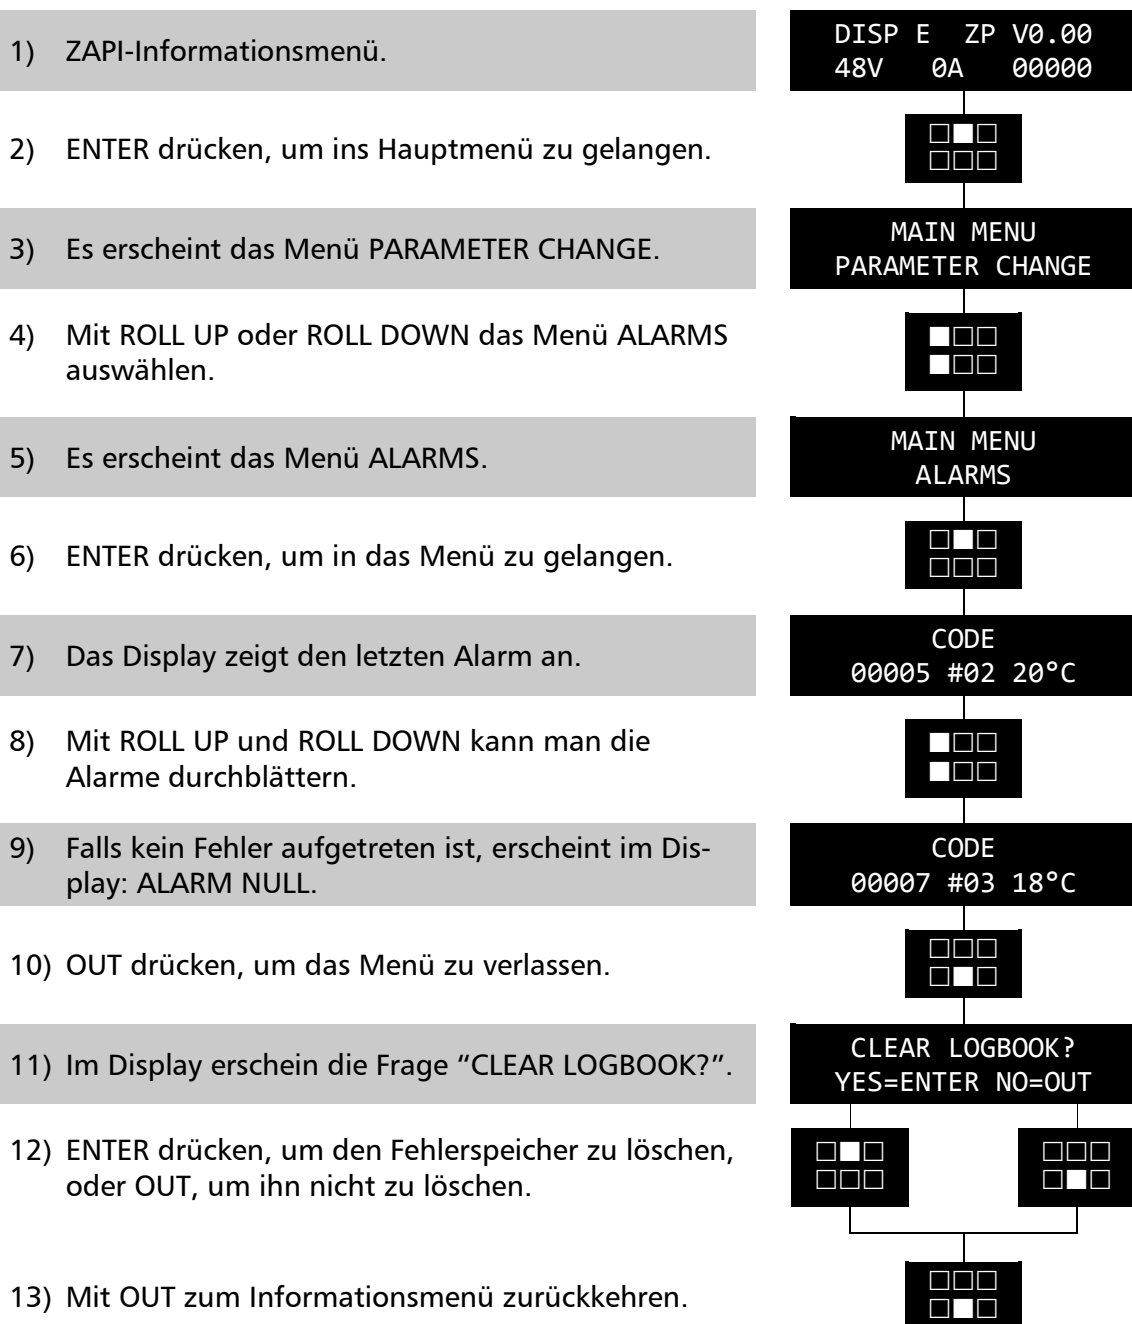 1) ZAPI-Informationsmenü.
DISP E ZP V0.00
48V 0A 00000
2) ENTER drücken, um ins Hauptmenü zu gelangen.
3) Es erscheint das Menü PARAMETER CHANGE.
MAIN MENU
PARAMETER CHANGE
4) Mit ROLL UP oder ROLL DOWN das Menü ALARMS
auswählen.
5) Es erscheint das Menü ALARMS.
MAIN MENU
ALARMS
6) ENTER drücken, um in das Menü zu gelangen.
7) Das Display zeigt den letzten Alarm an.
CODE
00005 #02 20°C
8) Mit ROLL UP und ROLL DOWN kann man die
Alarme durchblättern.
9) Falls kein Fehler aufgetreten ist, erscheint im Dis-
play: ALARM NULL.
CODE
00007 #03 18°C
10) OUT drücken, um das Menü zu verlassen.
11) Im Display erschein die Frage “CLEAR LOGBOOK?”.
CLEAR LOGBOOK?
YES=ENTER NO=OUT
12) ENTER drücken, um den Fehlerspeicher zu löschen,
oder OUT, um ihn nicht zu löschen.
13) Mit OUT zum Informationsmenü zurückkehren.